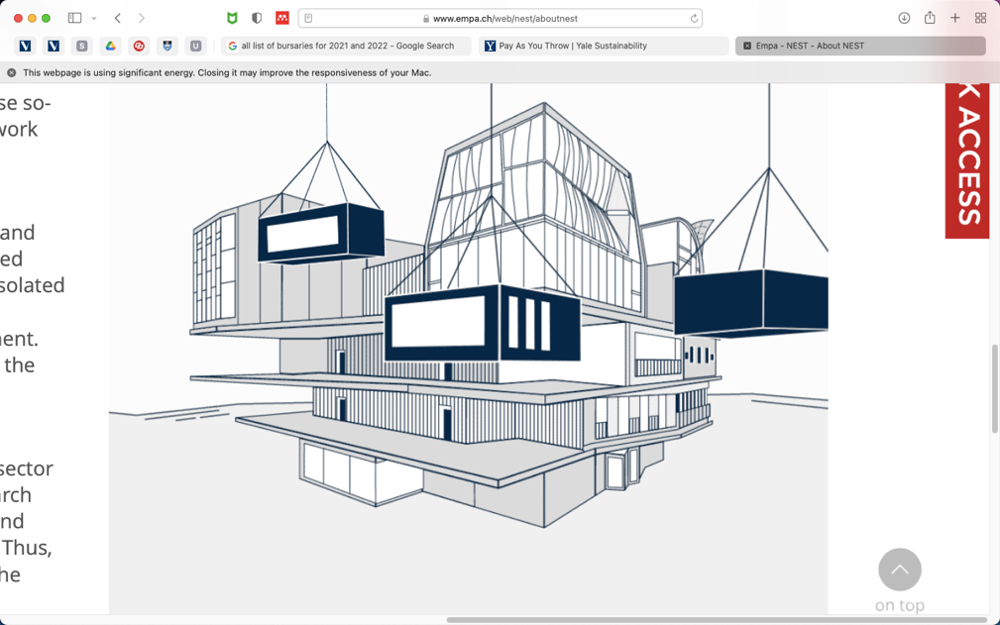 www.empa.ch/web/nest/aboutnest
S
U
G all list of bursaries for 2021 and 2022 - Google Search
Y Pay As You Throw | Yale Sustainability
Empa - NEST - About NEST
This webpage is using significant energy. Closing it may improve the responsiveness of your Mac.
se so-
work
and
ed
solated
ent.
the
sector
rch
nd
Thus,
he
K ACCESS
on top